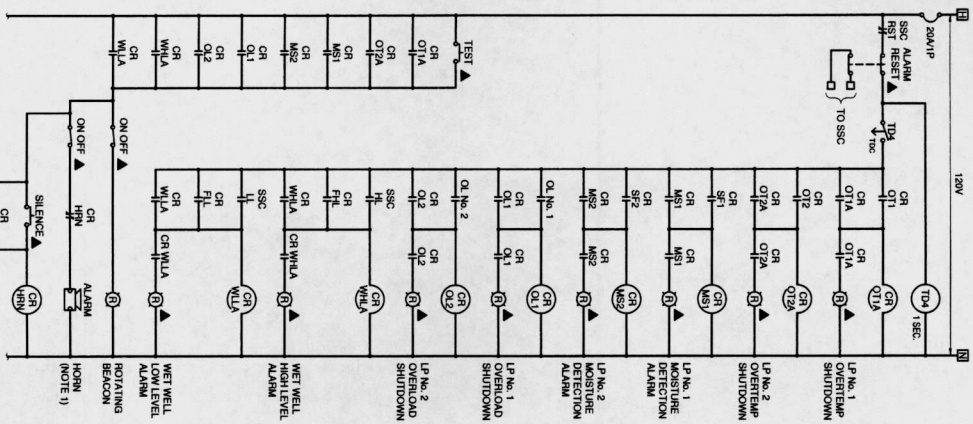 120V
H
N
20A/1P
SSC
RST
ALARM
RESET
TO SSC
TD4
TDC
TD4
1 SEC.
CR
OT1
CR
OT1A
CR
OT1A
CR
OT1A
R
LP No. 1
OVERTEMP
SHUTDOWN
CR
OT2
CR
OT2A
CR
OT2A
CR
OT2A
R
LP No. 2
OVERTEMP
SHUTDOWN
CR
SF1
CR
MS1
CR
MS1
CR
MS1
R
LP No. 1
MOISTURE
DETECTION
ALARM
CR
SF2
CR
MS2
CR
MS2
CR
MS2
R
LP No. 2
MOISTURE
DETECTION
ALARM
OL No. 1
CR
OL1
CR
OL1
CR
OL1
R
LP No. 1
OVERLOAD
SHUTDOWN
OL No. 2
CR
OL2
CR
OL2
CR
OL2
R
LP No. 2
OVERLOAD
SHUTDOWN
SSC
HL
CR
WHLA
CR
FHL
CR
WHLA
CR WHLA
R
WET WELL
HIGH LEVEL
ALARM
SSC
LL
CR
WLLA
CR
FLL
CR
WLLA
CR WLLA
R
WET WELL
LOW LEVEL
ALARM
TEST
CR
OT1A
CR
OT2A
CR
MS1
CR
MS2
CR
OL1
CR
OL2
CR
WHLA
CR
WLLA
ON OFF
R
ROTATING
BEACON
ON OFF
CR
HRN
ALARM
HORN
(NOTE 1)
SILENCE
CR
HRN
CR